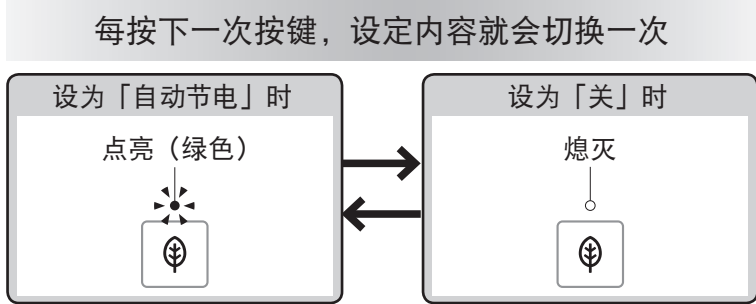 每按下一次按键，设定内容就会切换一次
设为「自动节电」时
点亮（绿色）
设为「关」时
熄灭